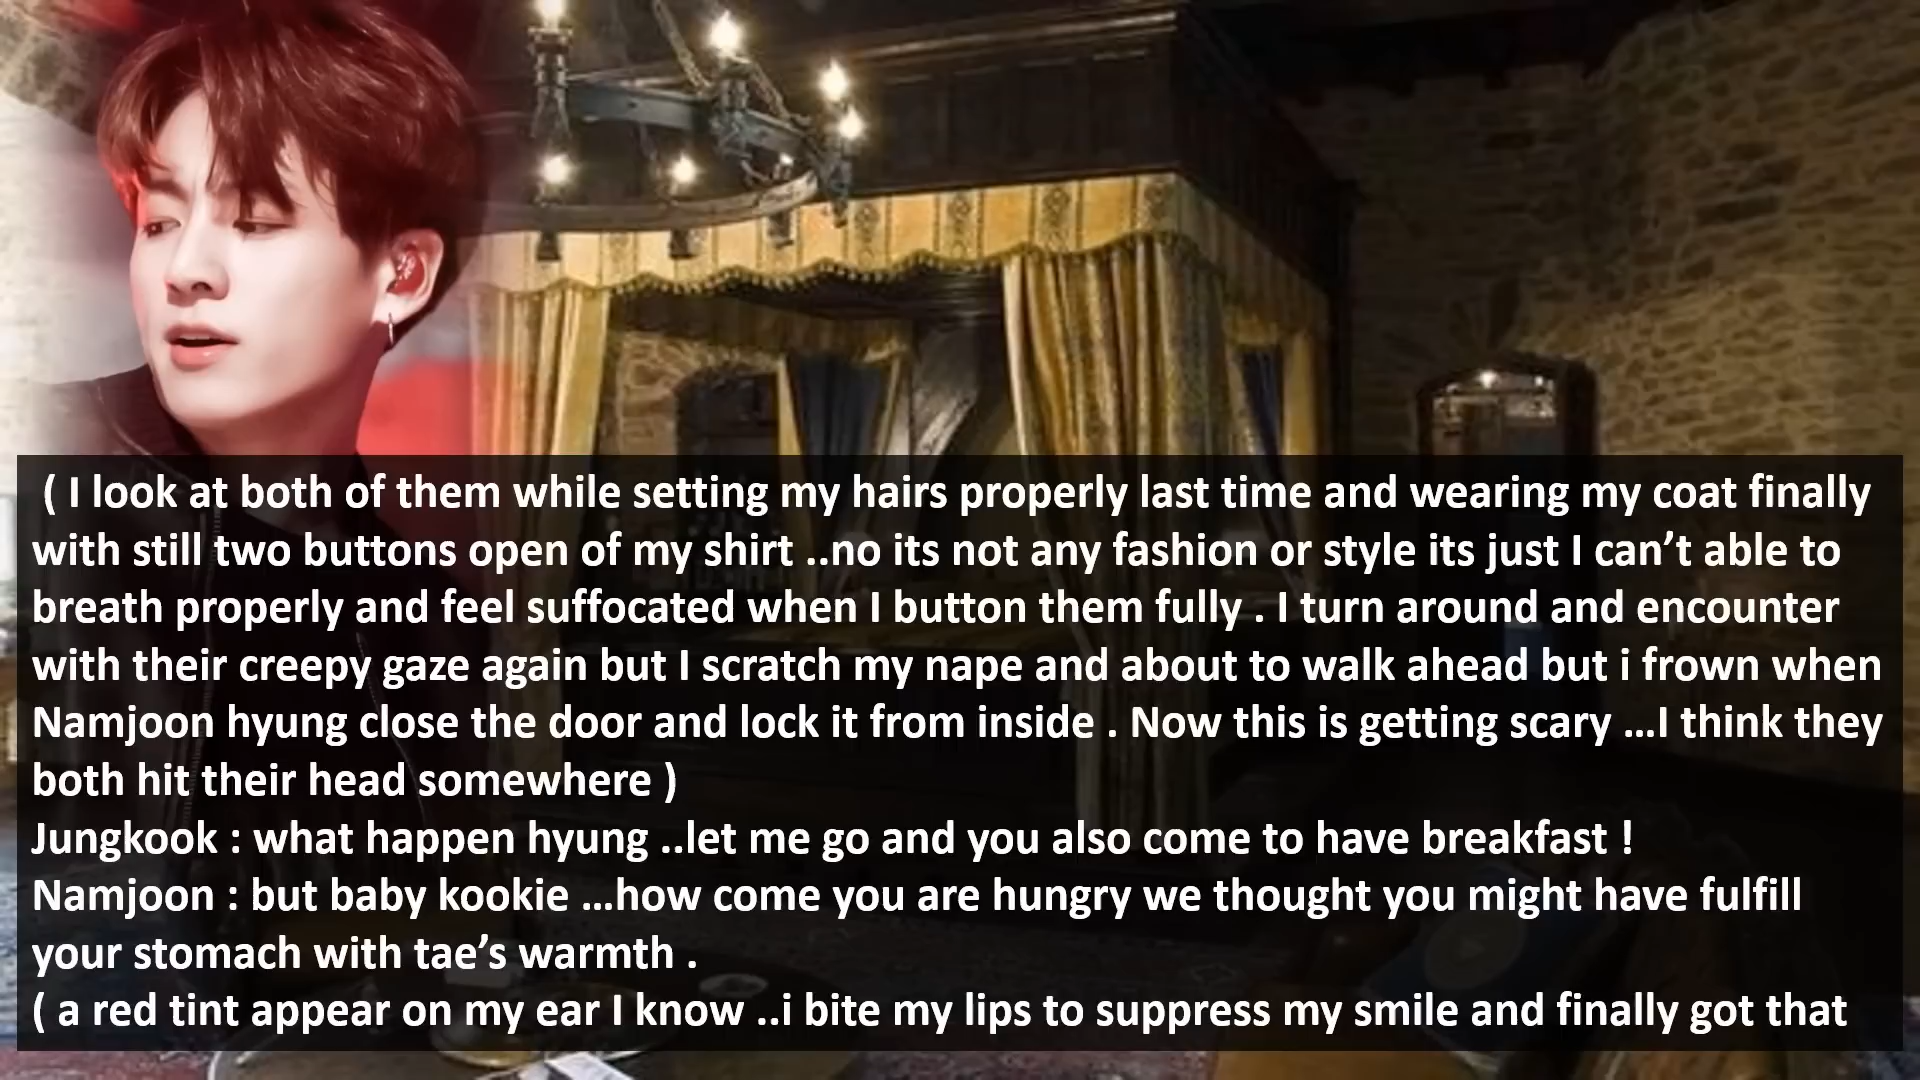 ( I look at both of them while setting my hairs properly last time and wearing my coat finally
with still two buttons open of my shirt ..no its not any fashion or style its just I can’t able to
breath properly and feel suffocated when I button them fully . I turn around and encounter
with their creepy gaze again but I scratch my nape and about to walk ahead but i frown when
Namjoon hyung close the door and lock it from inside . Now this is getting scary ...I think they
both hit their head somewhere )
Jungkook : what happen hyung ..let me go and you also come to have breakfast !
Namjoon : but baby kookie ...how come you are hungry we thought you might have fulfill
your stomach with tae’s warmth .
( a red tint appear on my ear I know ..i bite my lips to suppress my smile and finally got that